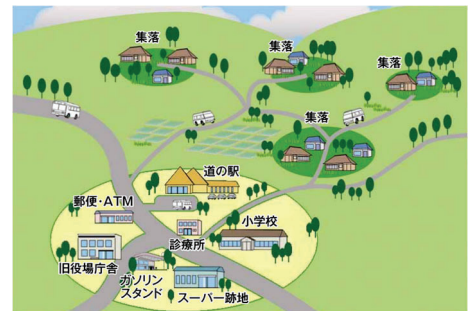 集落
集落
集落
集落
道の駅
郵便・ATM
小学校
診療所
旧役場庁舎
ガソリン
スタンド
スーパー跡地